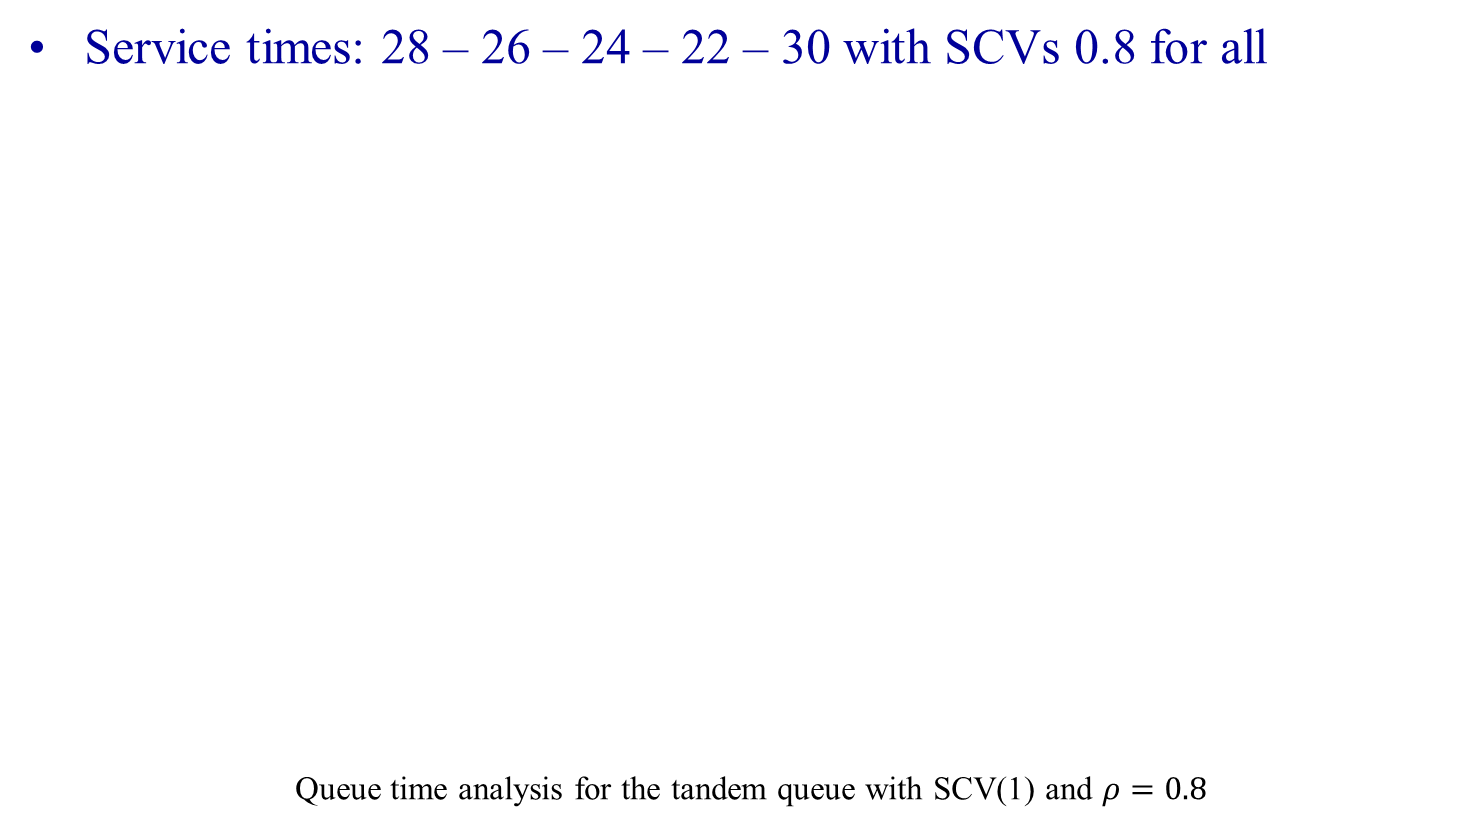 • Service times: 28 – 26 – 24 – 22 – 30 with SCVs 0.8 for all
Queue time analysis for the tandem queue with SCV(1) and 𝜌 = 0.8